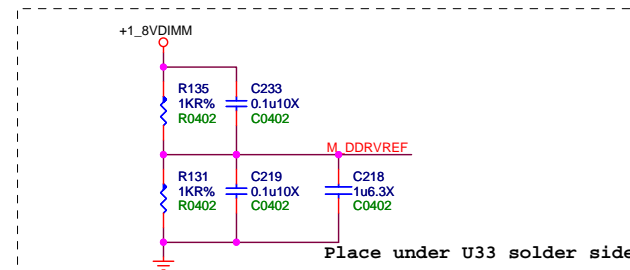 +1_8VDIMM
R135
1KR%
R0402
C233
0.1u10X
C0402
M_DDRVREF
R131
1KR%
R0402
C219
0.1u10X
C0402
C218
1u6.3X
C0402
Place under U33 solder side